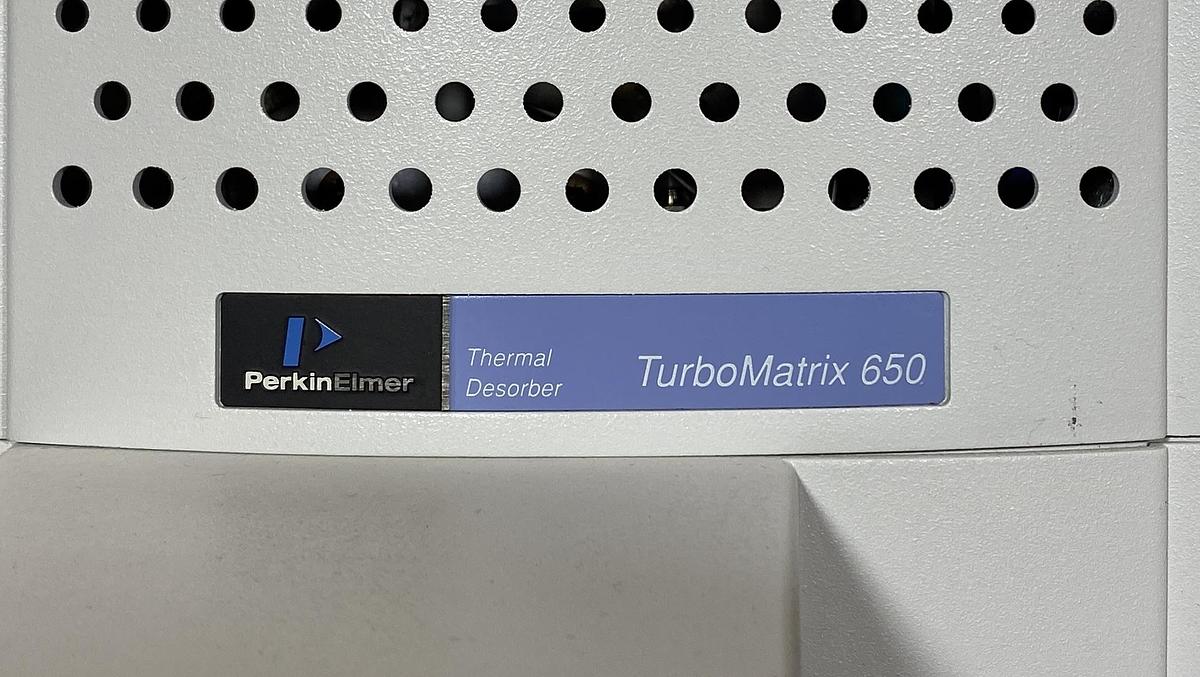 PerkinElmer
Thermal
Desorber
TurboMatrix 650